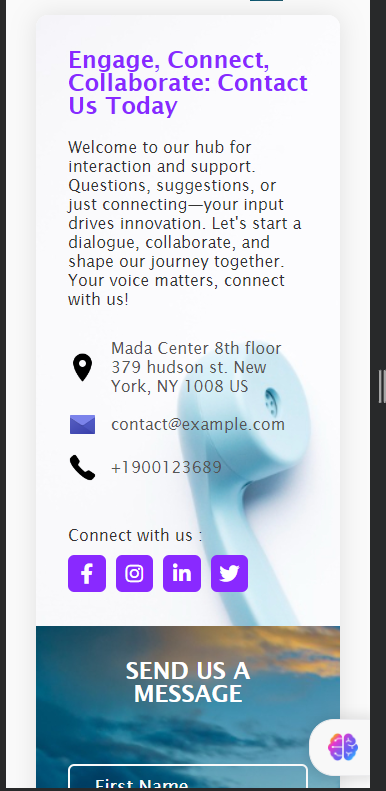 Engage, Connect,
Collaborate: Contact
Us Today
Welcome to our hub for
interaction and support.
Questions, suggestions, or
just connecting—your input
drives innovation. Let's start a
dialogue, collaborate, and
shape our journey together.
Your voice matters, connect
with us!
Mada Center 8th floor
379 hudson st. New
York, NY 1008 US
contact@example.com
+1900123689
Connect with us :
SEND US A
MESSAGE
First Name